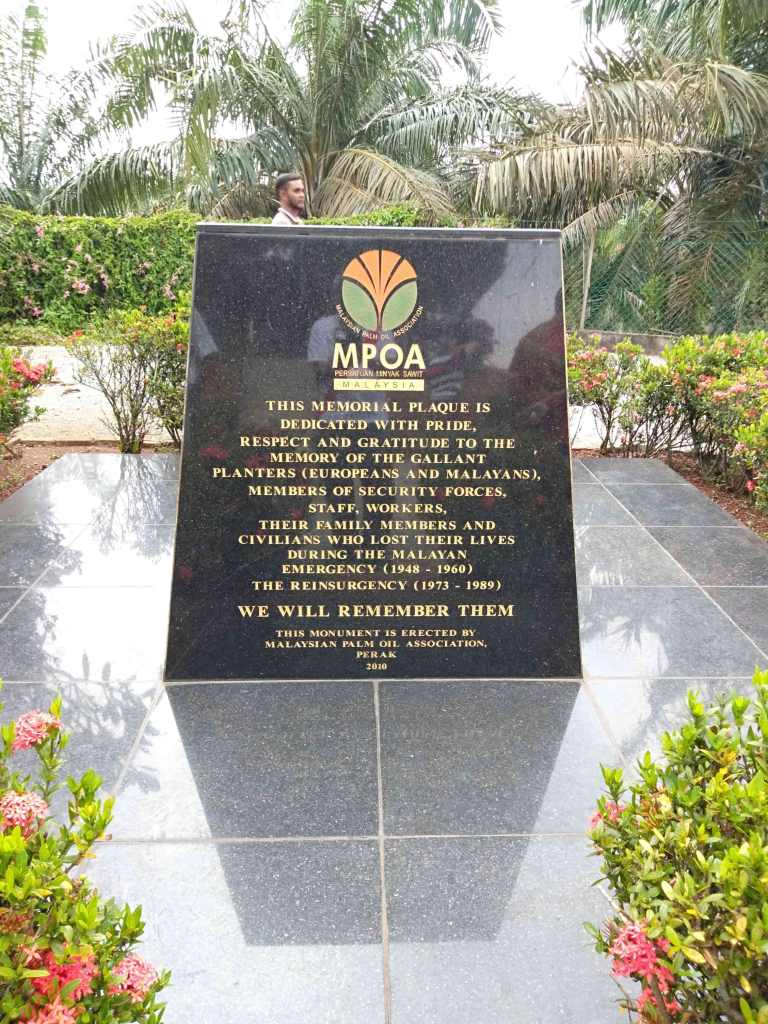 MALAYSIAN PALM OIL ASSOCIATION
MPOA
PERSATUAN MINYAK SAWIT
MALAYSIA
THIS MEMORIAL PLAQUE IS
DEDICATED WITH PRIDE,
RESPECT AND GRATITUDE TO THE
MEMORY OF THE GALLANT
PLANTERS (EUROPEANS AND MALAYANS),
MEMBERS OF SECURITY FORCES,
STAFF, WORKERS,
THEIR FAMILY MEMBERS AND
CIVILIANS WHO LOST THEIR LIVES
DURING THE MALAYAN
EMERGENCY (1948 - 1960)
THE REINSURGENCY (1973 - 1989)
WE WILL REMEMBER THEM
THIS MONUMENT IS ERECTED BY
MALAYSIAN PALM OIL ASSOCIATION,
PERAK
2010